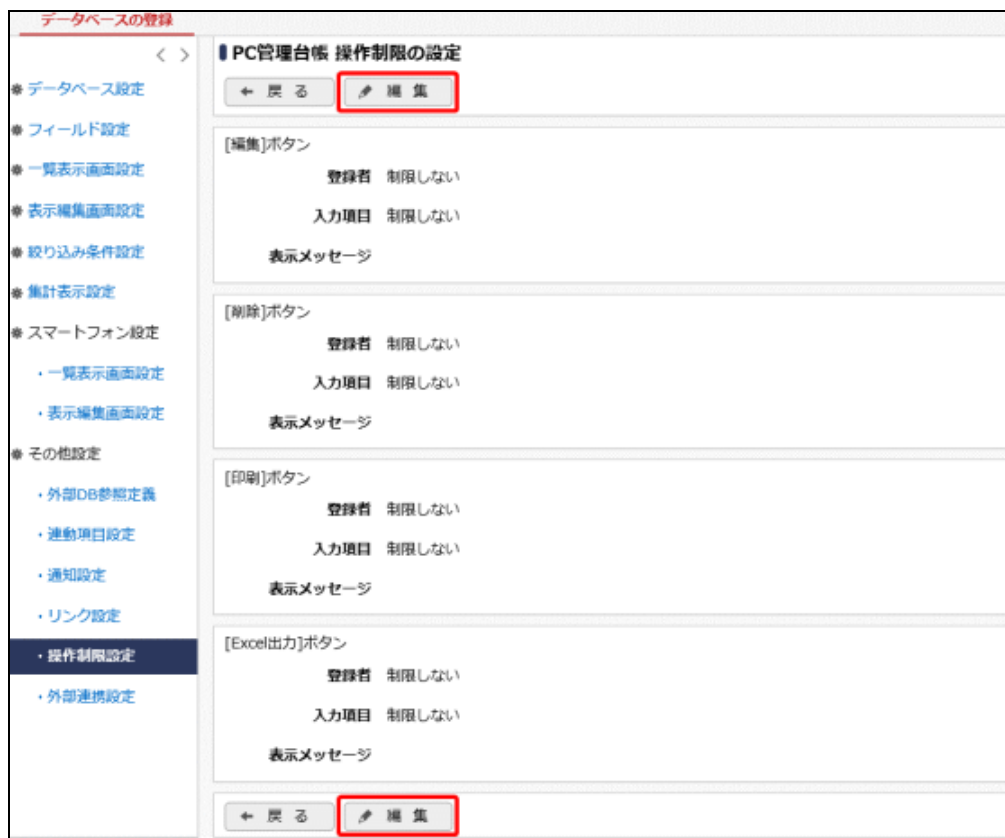 データベースの登録
< >
データベース設定
フィールド設定
一覧表示画面設定
表示編集画面設定
絞り込み条件設定
集計表示設定
スマートフォン設定
・一覧表示画面設定
・表示編集画面設定
その他設定
・外部DB参照定義
・連動項目設定
・通知設定
・リンク設定
・操作制限設定
・外部連携設定
PC管理台帳 操作制限の設定
← 戻 る
編 集
[編集]ボタン
登録者 制限しない
入力項目 制限しない
表示メッセージ
[削除]ボタン
登録者 制限しない
入力項目 制限しない
表示メッセージ
[印刷]ボタン
登録者 制限しない
入力項目 制限しない
表示メッセージ
[Excel出力]ボタン
登録者 制限しない
入力項目 制限しない
表示メッセージ
← 戻 る
編 集